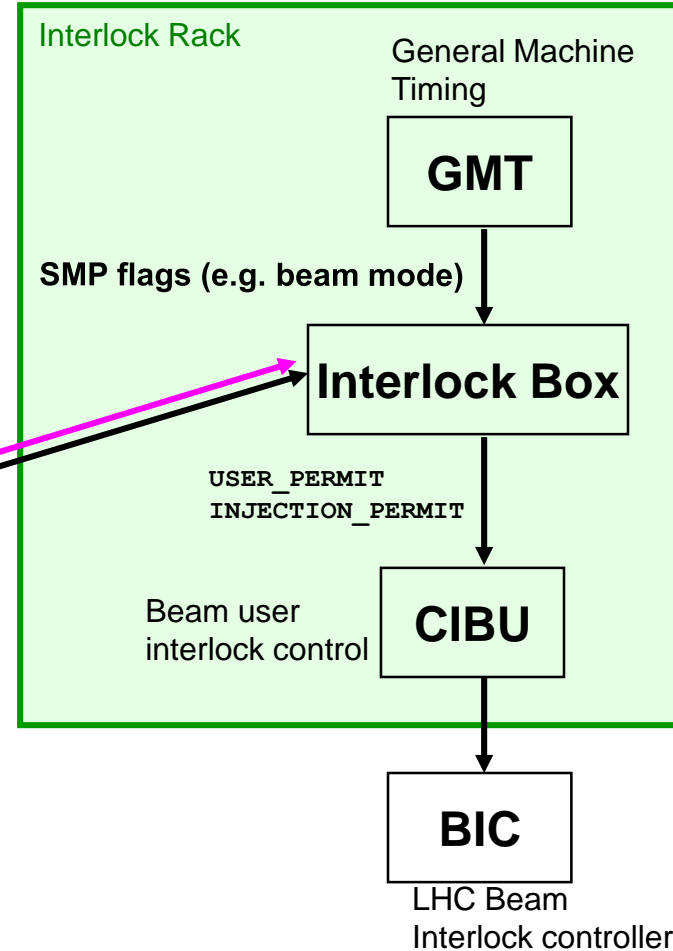 Interlock Rack
General Machine
Timing
GMT
SMP flags (e.g. beam mode)
Interlock Box
USER_PERMIT
INJECTION_PERMIT
Beam user
interlock control
CIBU
BIC
LHC Beam
Interlock controller